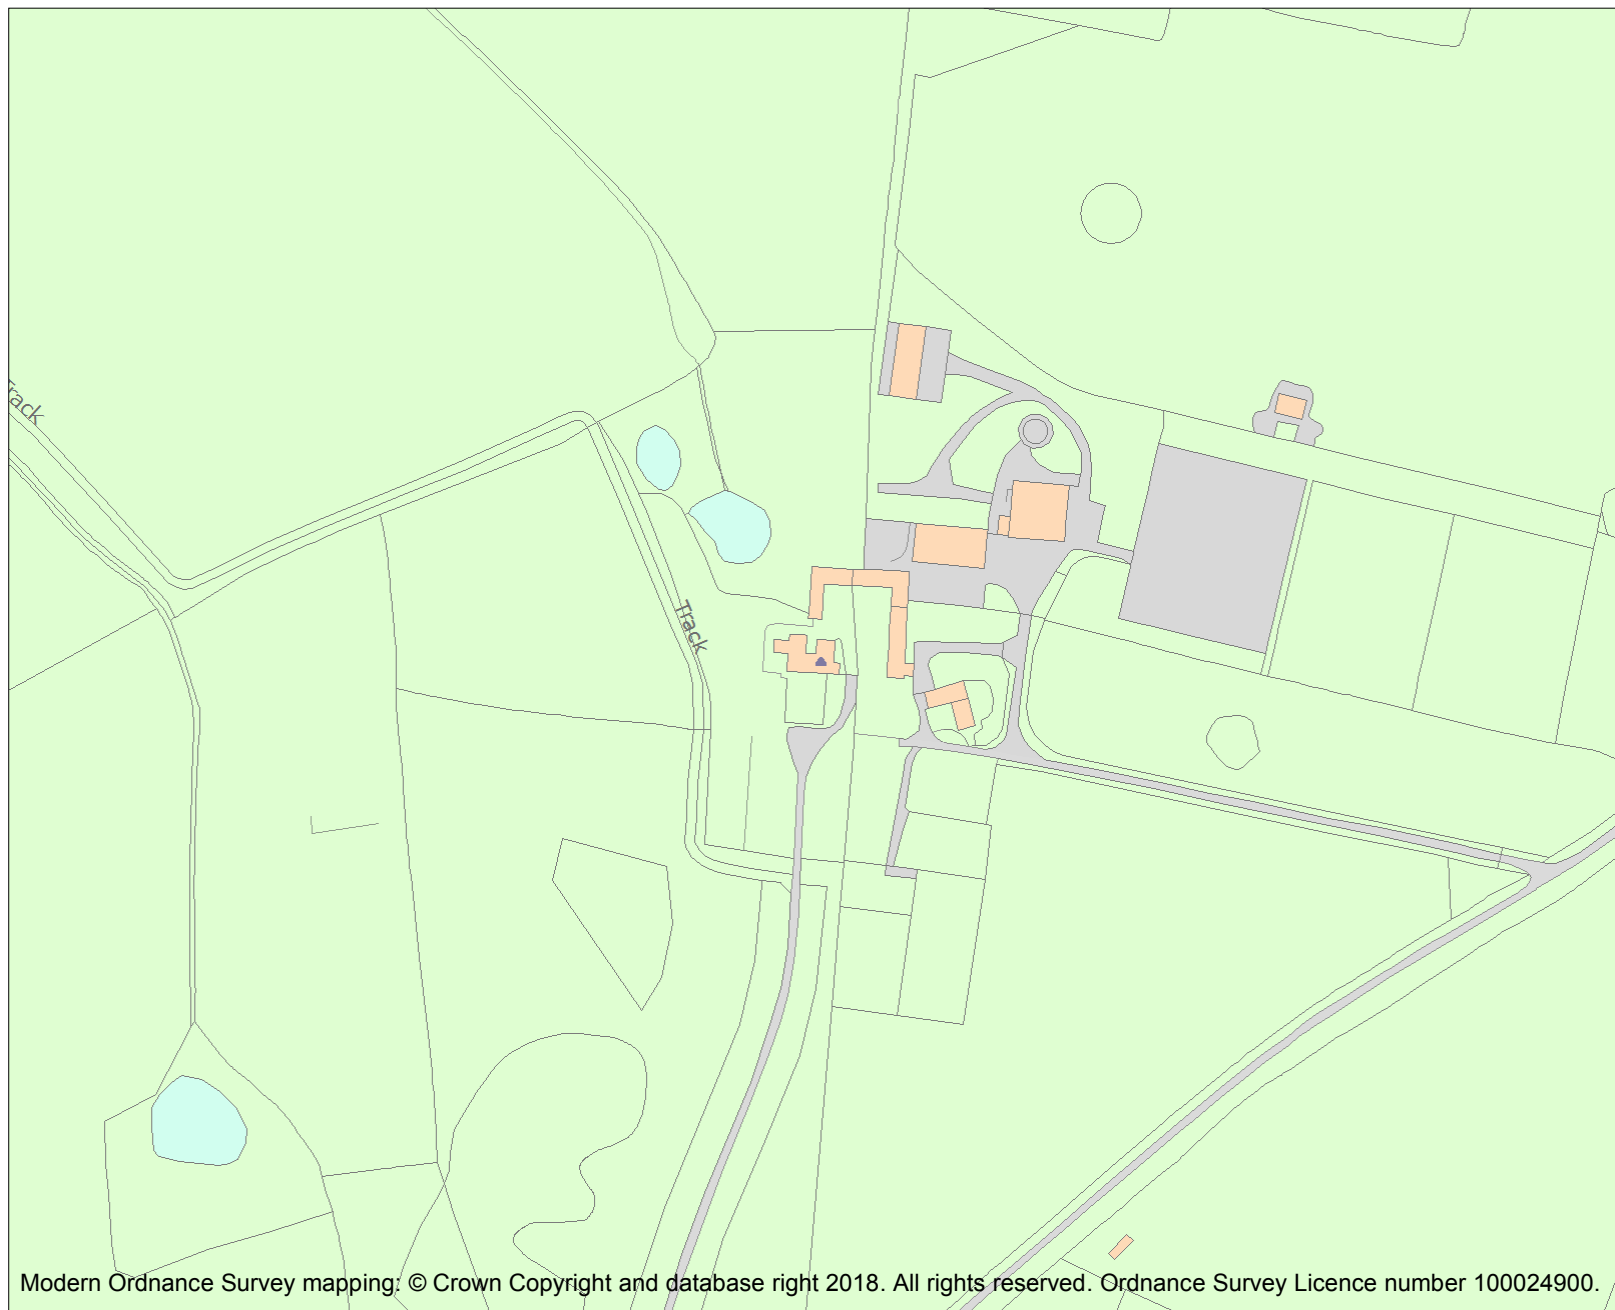 Track
Track
Modern Ordnance Survey mapping: © Crown Copyright and database right 2018. All rights reserved. Ordnance Survey Licence number 100024900.